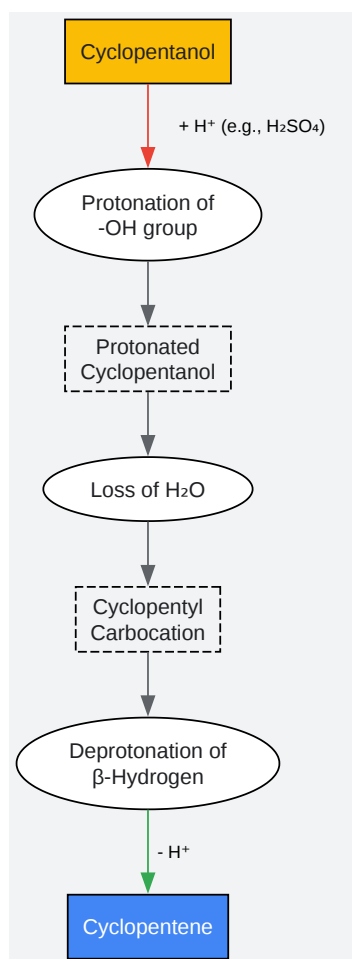 Cyclopentanol
+ H⁺ (e.g., H₂SO₄)
Protonation of
-OH group
Protonated
Cyclopentanol
Loss of H₂O
Cyclopentyl
Carbocation
Deprotonation of
β-Hydrogen
- H⁺
Cyclopentene